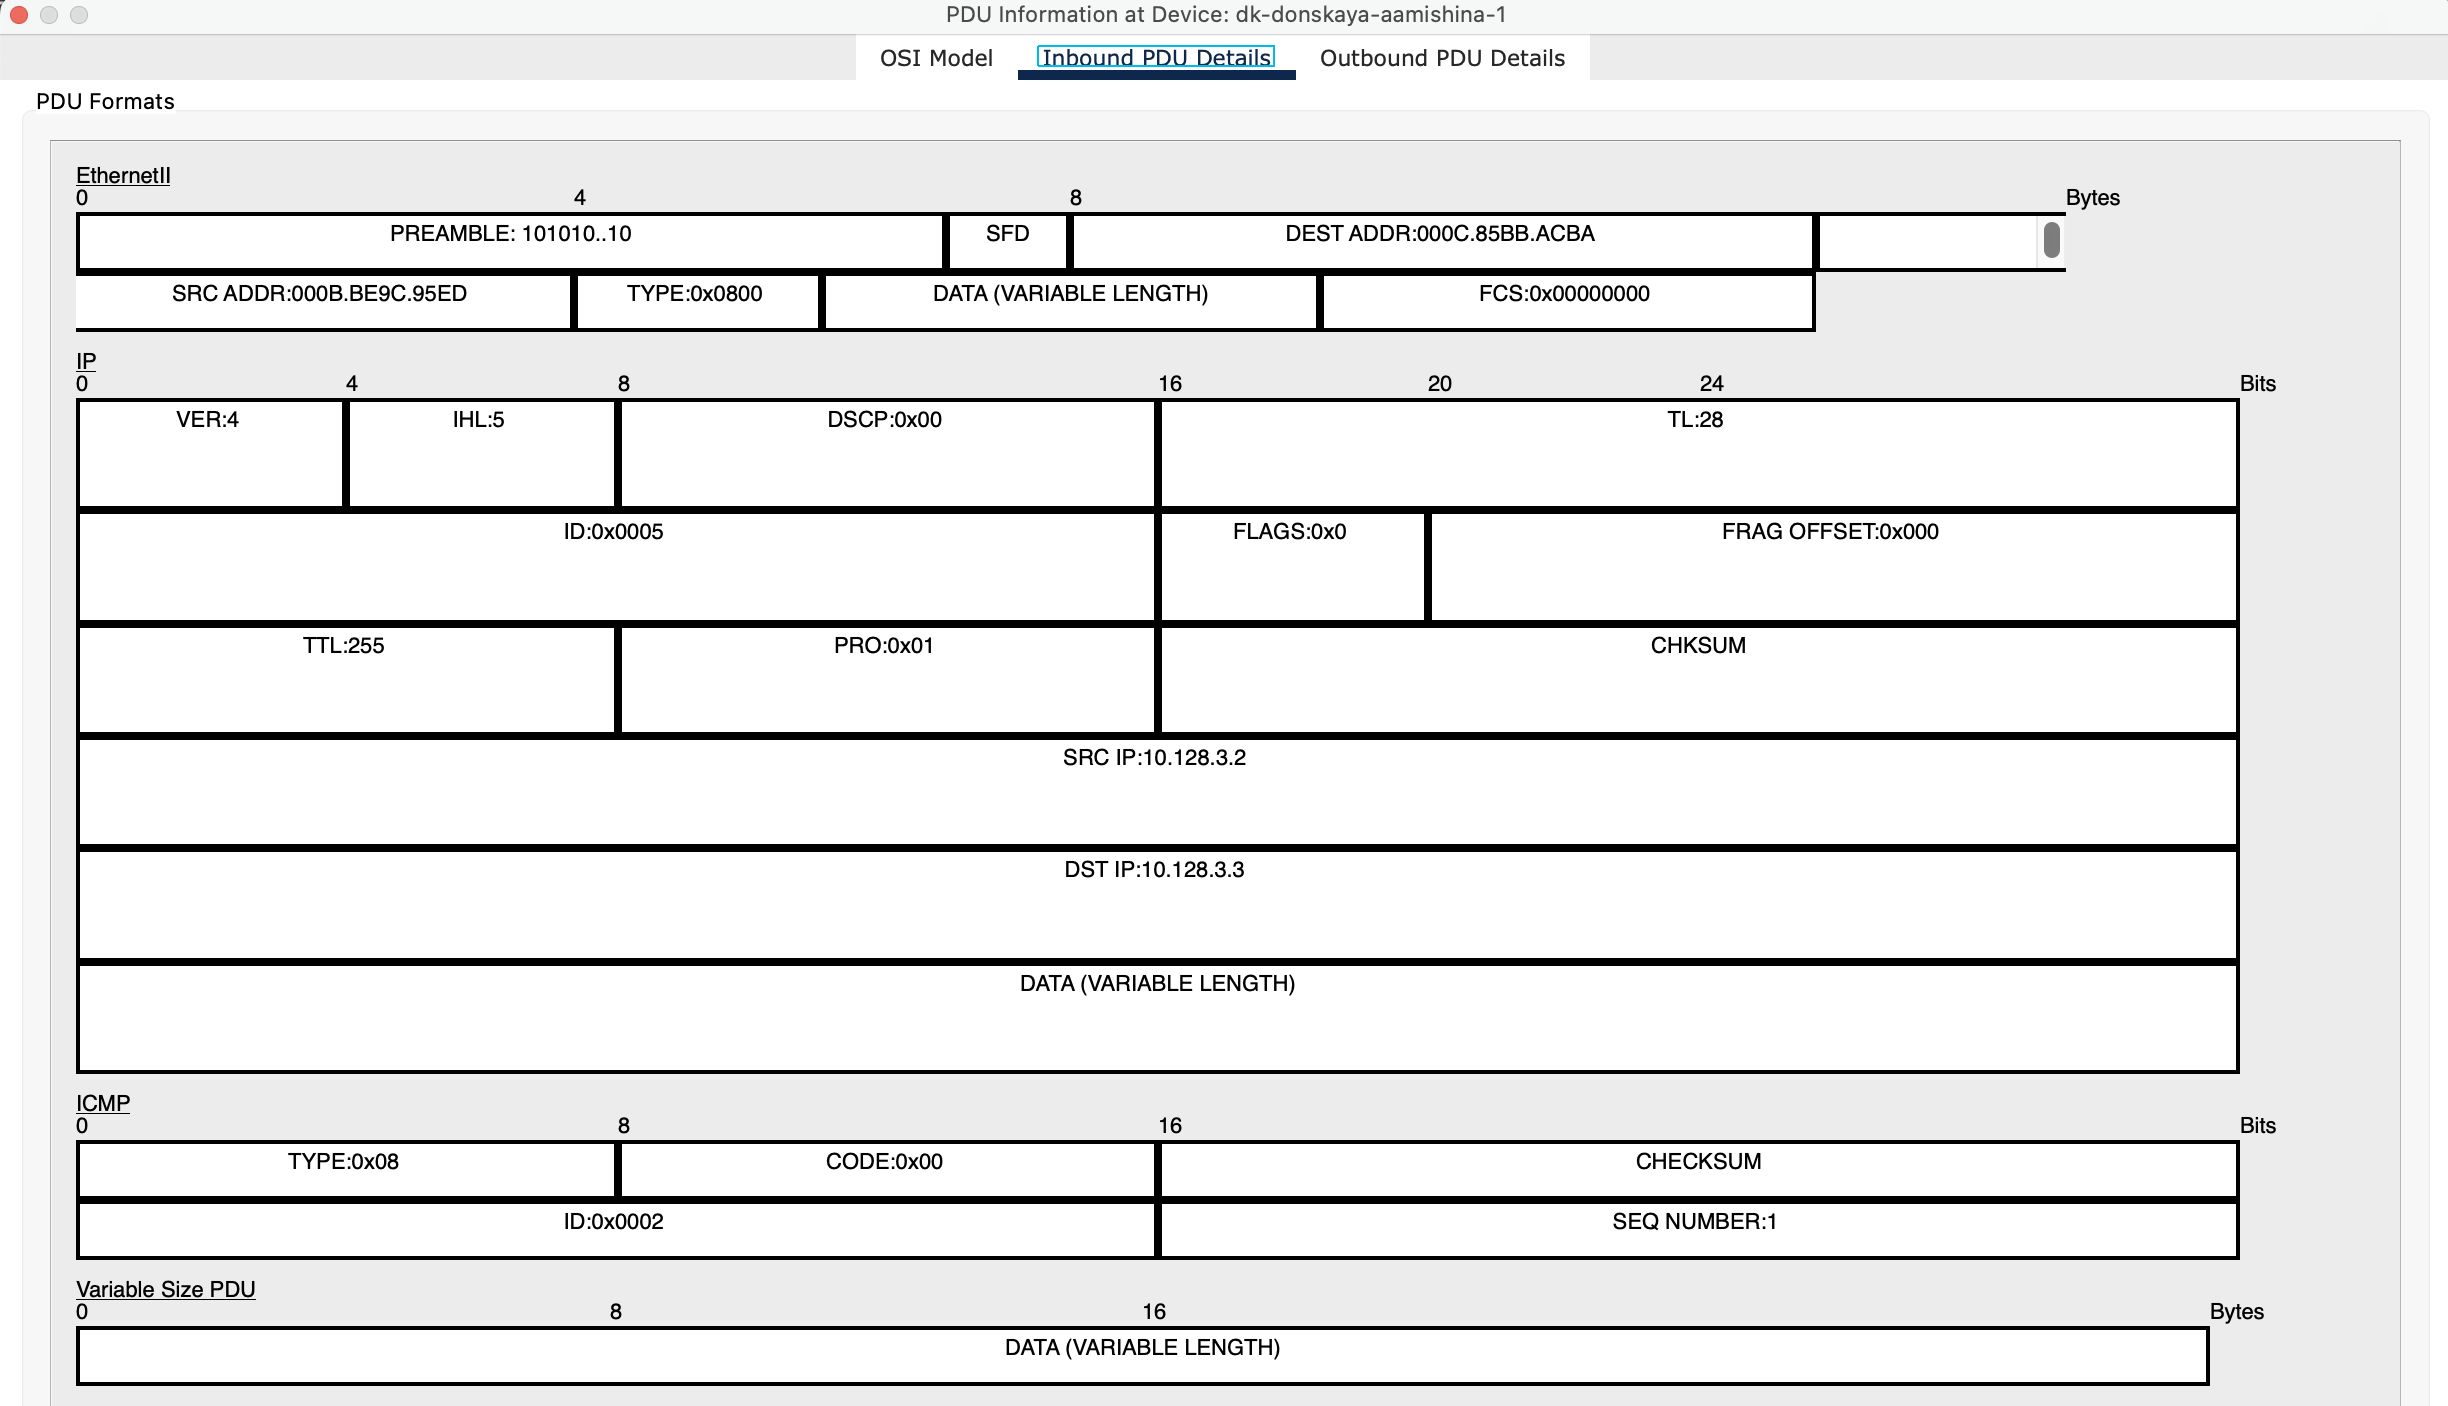 PDU Information at Device: dk-donskaya-aamishina-1
OSI Model Inbound PDU Details Outbound PDU Details
PDU Formats
EthernetII
0 4 8 Bytes
PREAMBLE: 101010..10 SFD DEST ADDR:000C.85BB.ACBA
SRC ADDR:000B.BE9C.95ED TYPE:0x0800 DATA (VARIABLE LENGTH) FCS:0x00000000
IP
0 4 8 16 20 24 Bits
VER:4 IHL:5 DSCP:0x00 TL:28
ID:0x0005 FLAGS:0x0 FRAG OFFSET:0x000
TTL:255 PRO:0x01 CHKSUM
SRC IP:10.128.3.2
DST IP:10.128.3.3
DATA (VARIABLE LENGTH)
ICMP
0 8 16 Bits
TYPE:0x08 CODE:0x00 CHECKSUM
ID:0x0002 SEQ NUMBER:1
Variable Size PDU
0 8 16 Bytes
DATA (VARIABLE LENGTH)